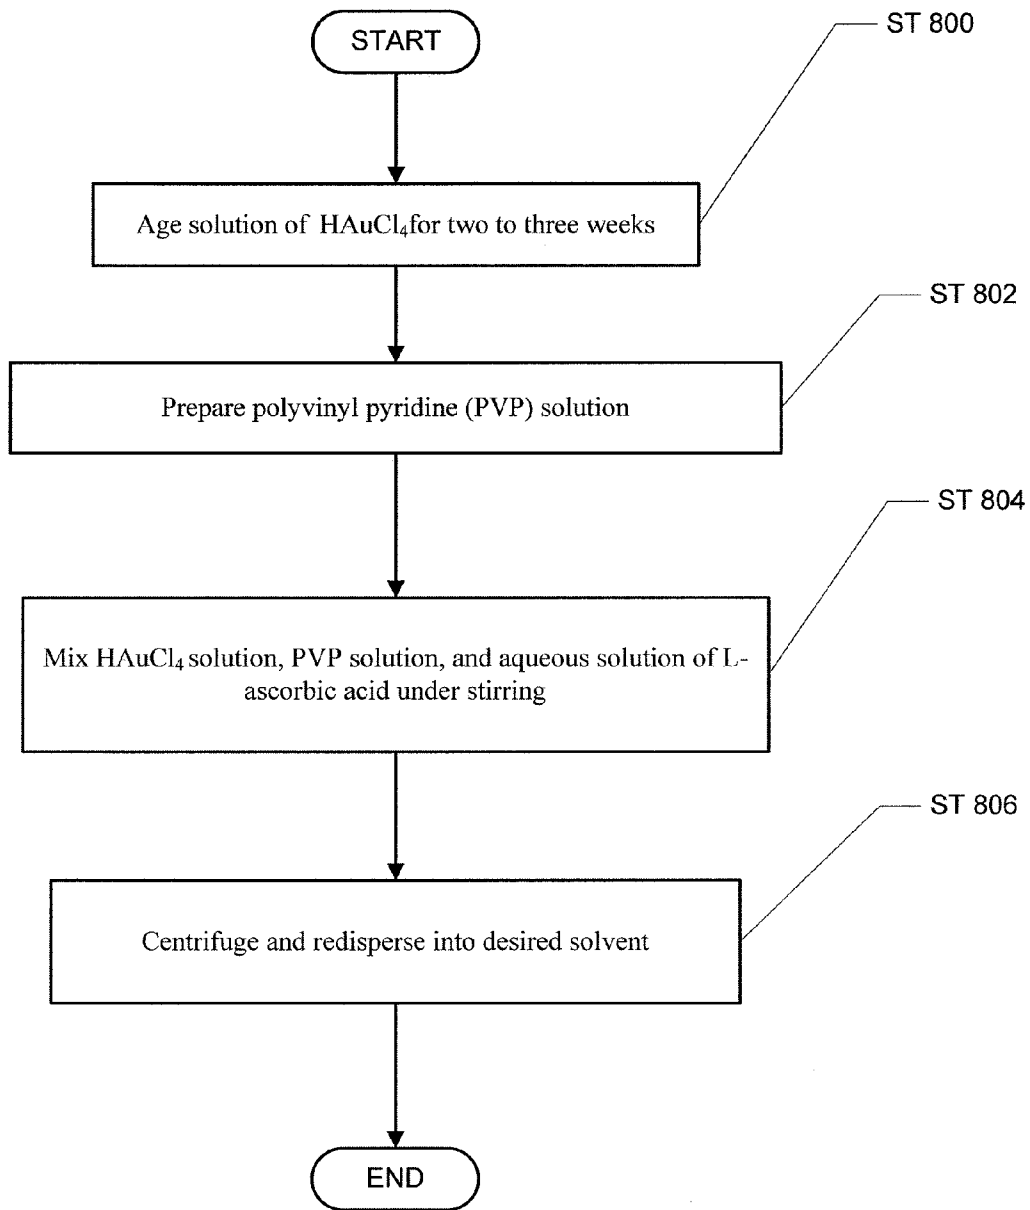 START
ST 800
Age solution of HAuCl₄for two to three weeks
ST 802
Prepare polyvinyl pyridine (PVP) solution
ST 804
Mix HAuCl₄ solution, PVP solution, and aqueous solution of L-
ascorbic acid under stirring
ST 806
Centrifuge and redisperse into desired solvent
END